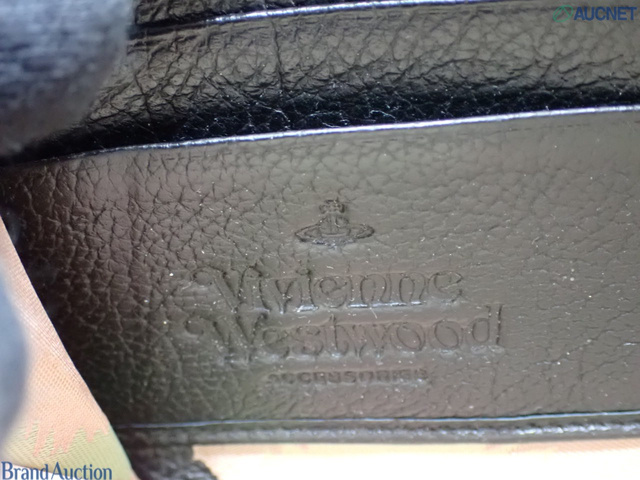 AUCNET
Vivienne
Westwood
ACCESSORIES
Brand Auction